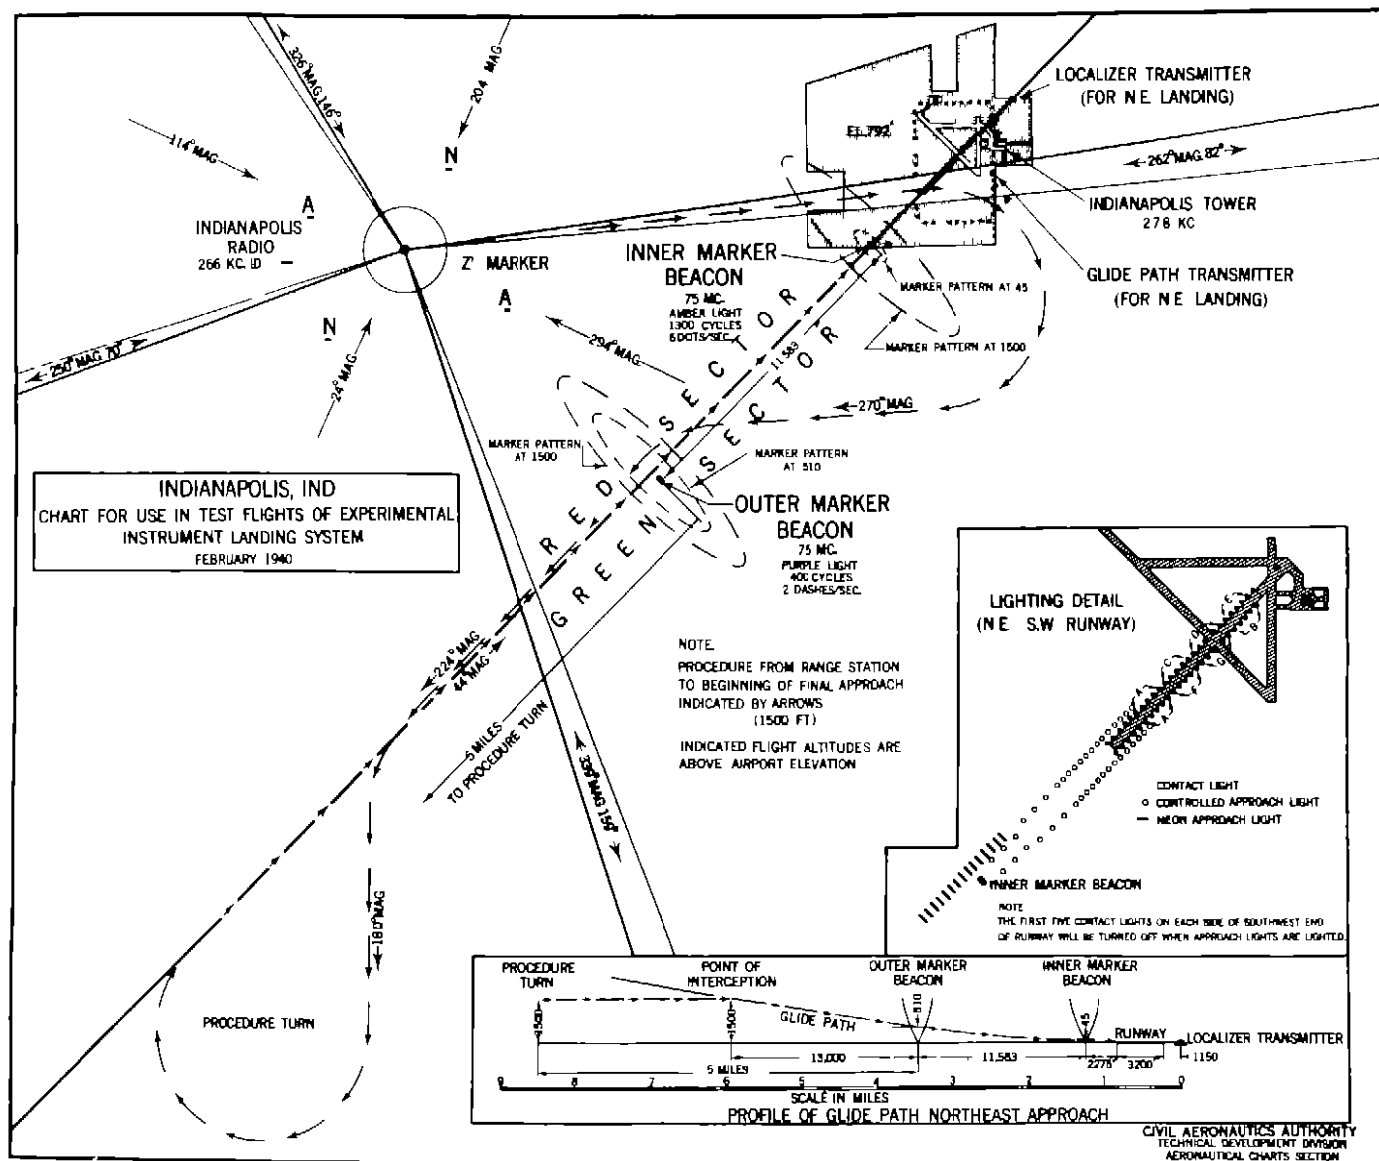 326° MAG. 146°
204 MAG
114° MAG
N
A
INDIANAPOLIS
RADIO
266 KC. ID
Z' MARKER
A
N
250° MAG 70°
24° MAG
294° MAG
El. 792'
LOCALIZER TRANSMITTER
(FOR N E LANDING)
262° MAG. 82°
INDIANAPOLIS TOWER
278 KC
GLIDE PATH TRANSMITTER
(FOR N E LANDING)
INNER MARKER
BEACON
75 MC.
AMBER LIGHT
1300 CYCLES
6 DOTS/SEC.
MARKER PATTERN AT 45
MARKER PATTERN AT 1500
11,583
270° MAG
RED SECTOR
GREEN SECTOR
MARKER PATTERN
AT 1500
MARKER PATTERN
AT 510
OUTER MARKER
BEACON
75 MC.
PURPLE LIGHT
400 CYCLES
2 DASHES/SEC.
INDIANAPOLIS, IND
CHART FOR USE IN TEST FLIGHTS OF EXPERIMENTAL
INSTRUMENT LANDING SYSTEM
FEBRUARY 1940
224° MAG
44° MAG
5 MILES
TO PROCEDURE TURN
339° MAG 159°
180° MAG
PROCEDURE TURN
NOTE
PROCEDURE FROM RANGE STATION
TO BEGINNING OF FINAL APPROACH
INDICATED BY ARROWS
(1500 FT)
INDICATED FLIGHT ALTITUDES ARE
ABOVE AIRPORT ELEVATION
LIGHTING DETAIL
(N E S.W RUNWAY)
CONTACT LIGHT
CONTROLLED APPROACH LIGHT
NEON APPROACH LIGHT
INNER MARKER BEACON
NOTE
THE FIRST FIVE CONTACT LIGHTS ON EACH SIDE OF SOUTHWEST END
OF RUNWAY WILL BE TURNED OFF WHEN APPROACH LIGHTS ARE LIGHTED.
PROCEDURE
TURN
POINT OF
INTERCEPTION
OUTER MARKER
BEACON
INNER MARKER
BEACON
1500
1500
510
45
GLIDE PATH
RUNWAY
LOCALIZER TRANSMITTER
13,000
11,583
2275
3200
1150
5 MILES
9 8 7 6 5 4 3 2 1 0
SCALE IN MILES
PROFILE OF GLIDE PATH NORTHEAST APPROACH
CIVIL AERONAUTICS AUTHORITY
TECHNICAL DEVELOPMENT DIVISION
AERONAUTICAL CHARTS SECTION